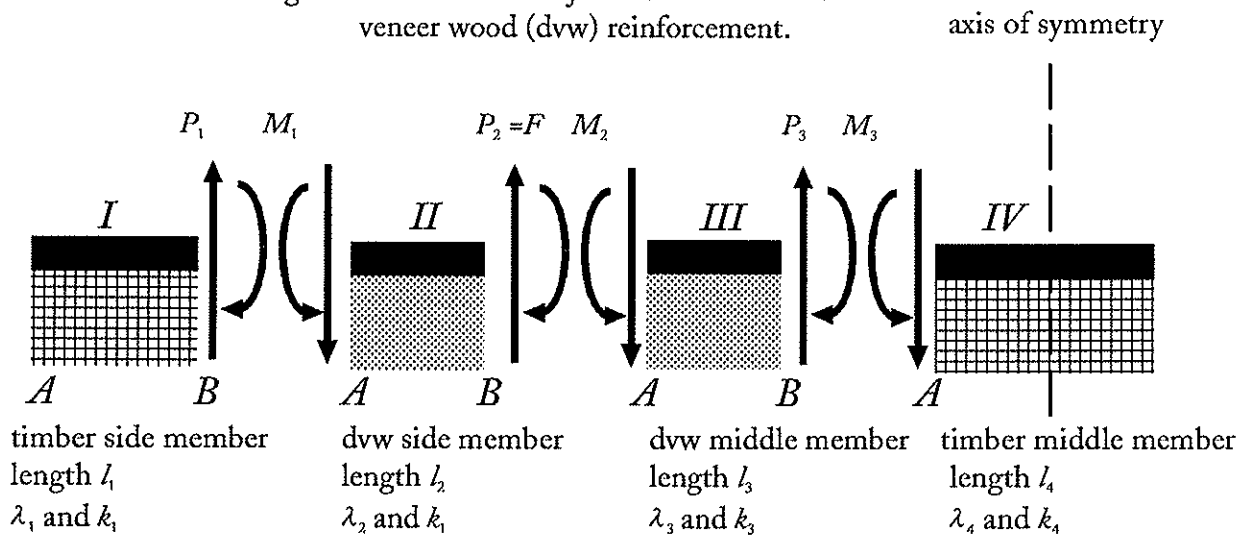 veneer wood (dvw) reinforcement.
axis of symmetry
P₁ M₁ P₂ =F M₂ P₃ M₃
I II III IV
A B A B A B A
timber side member
length l₁
λ₁ and k₁
dvw side member
length l₂
λ₂ and k₁
dvw middle member
length l₃
λ₃ and k₃
timber middle member
length l₄
λ₄ and k₄